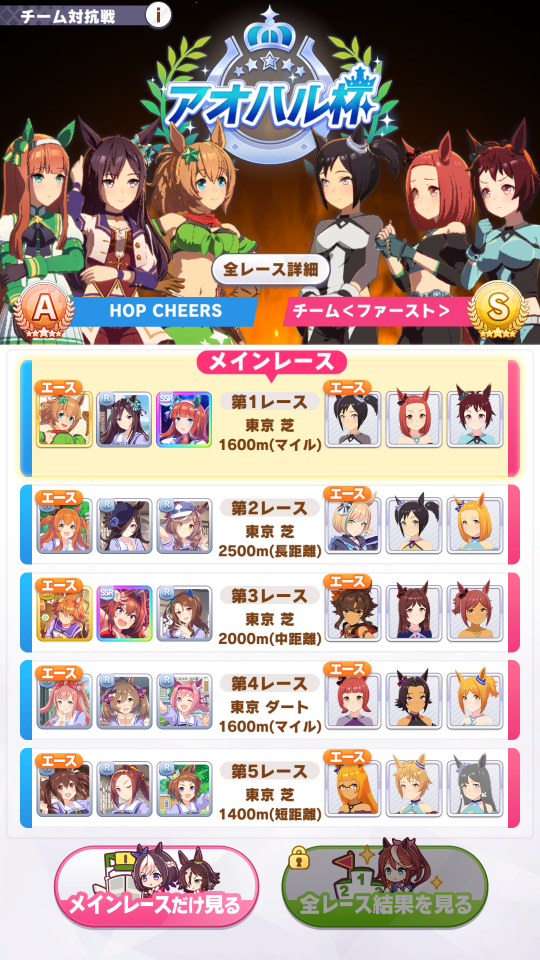 チーム対抗戦
i
アオハル杯
全レース詳細
A
HOP CHEERS
チーム<ファースト>
S
メインレース
エース
R
SSR
第1レース
東京 芝
1600m(マイル)
エース
エース
R
R
第2レース
東京 芝
2500m(長距離)
エース
エース
SSR
R
第3レース
東京 芝
2000m(中距離)
エース
エース
R
R
第4レース
東京 ダート
1600m(マイル)
エース
エース
R
R
第5レース
東京 芝
1400m(短距離)
エース
メインレースだけ見る
2
1
全レース結果を見る